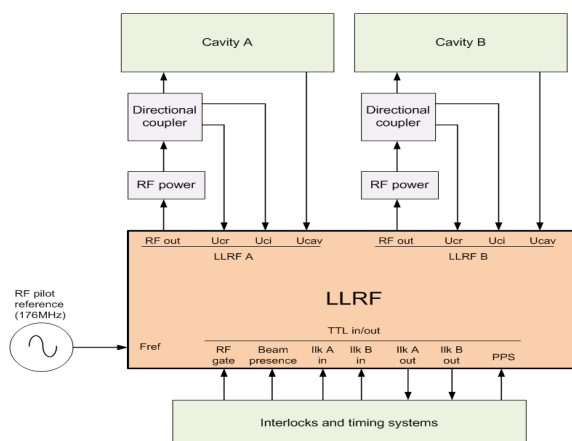 Cavity A
Cavity B
Directional
coupler
Directional
coupler
RF power
RF power
RF out Ucr Uci Ucav
RF out Ucr Uci Ucav
LLRF A
LLRF B
LLRF
RF pilot
reference
(176MHz)
TTL in/out
Fref
RF
gate
Beam
presence
Ilk A
in
Ilk B
in
Ilk A
out
Ilk B
out
PPS
Interlocks and timing systems